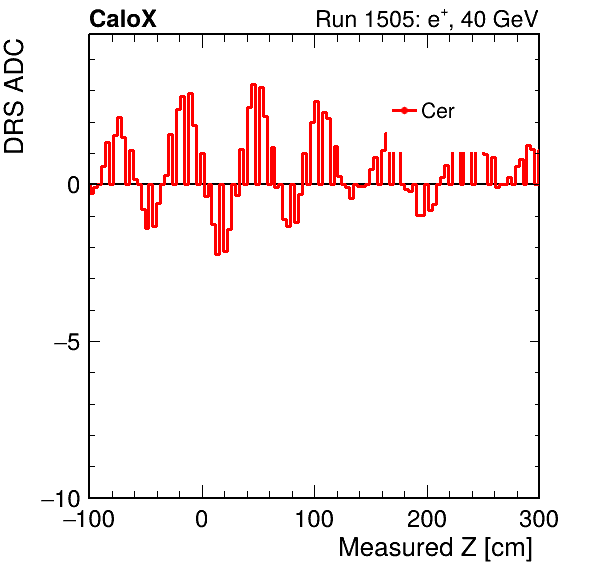 CaloX Run 1505: e⁺, 40 GeV
DRS ADC
Cer
0
−5
−10
−100 0 100 200 300
Measured Z [cm]